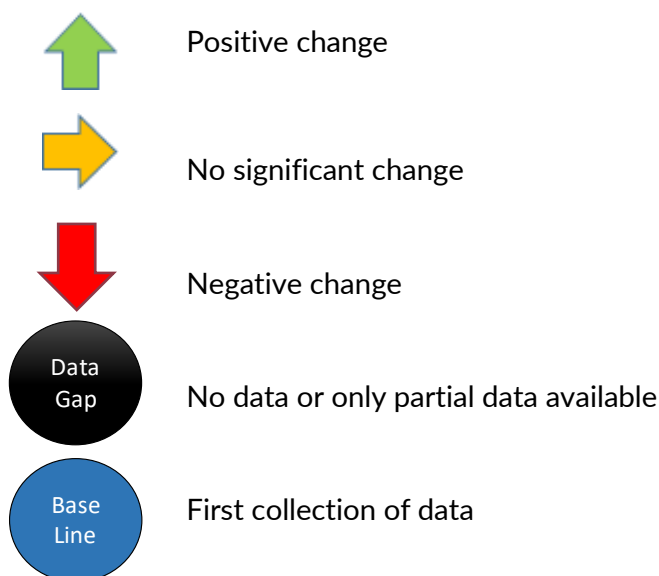 Positive change
No significant change
Negative change
Data
Gap
No data or only partial data available
Base
Line
First collection of data